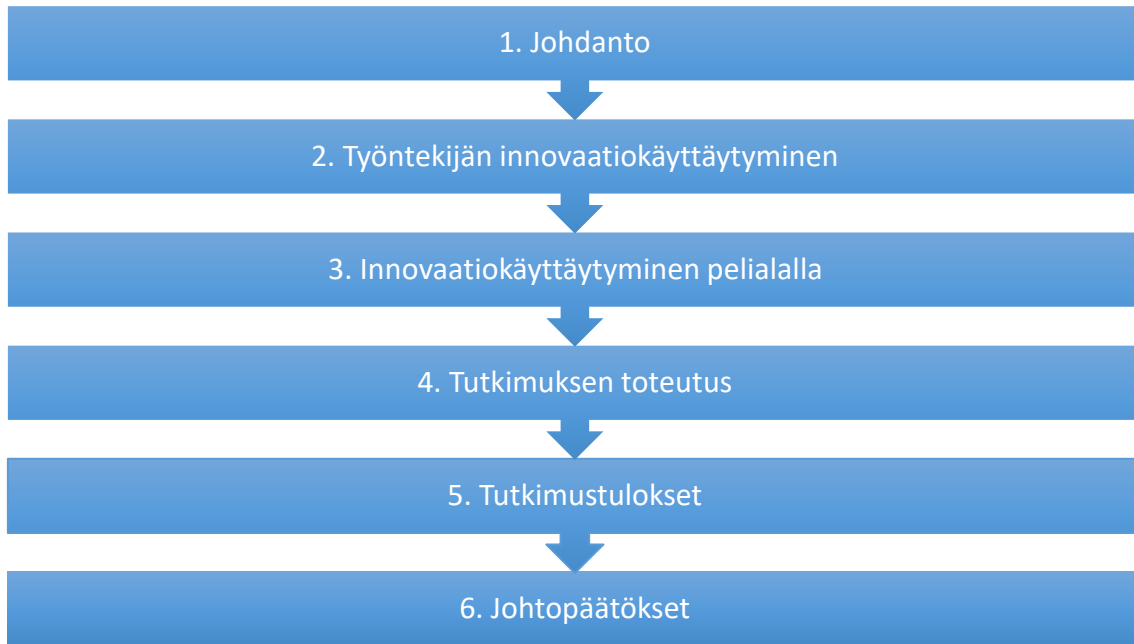 1. Johdanto
2. Työntekijän innovaatiokäyttäytyminen
3. Innovaatiokäyttäytyminen pelialalla
4. Tutkimuksen toteutus
5. Tutkimustulokset
6. Johtopäätökset